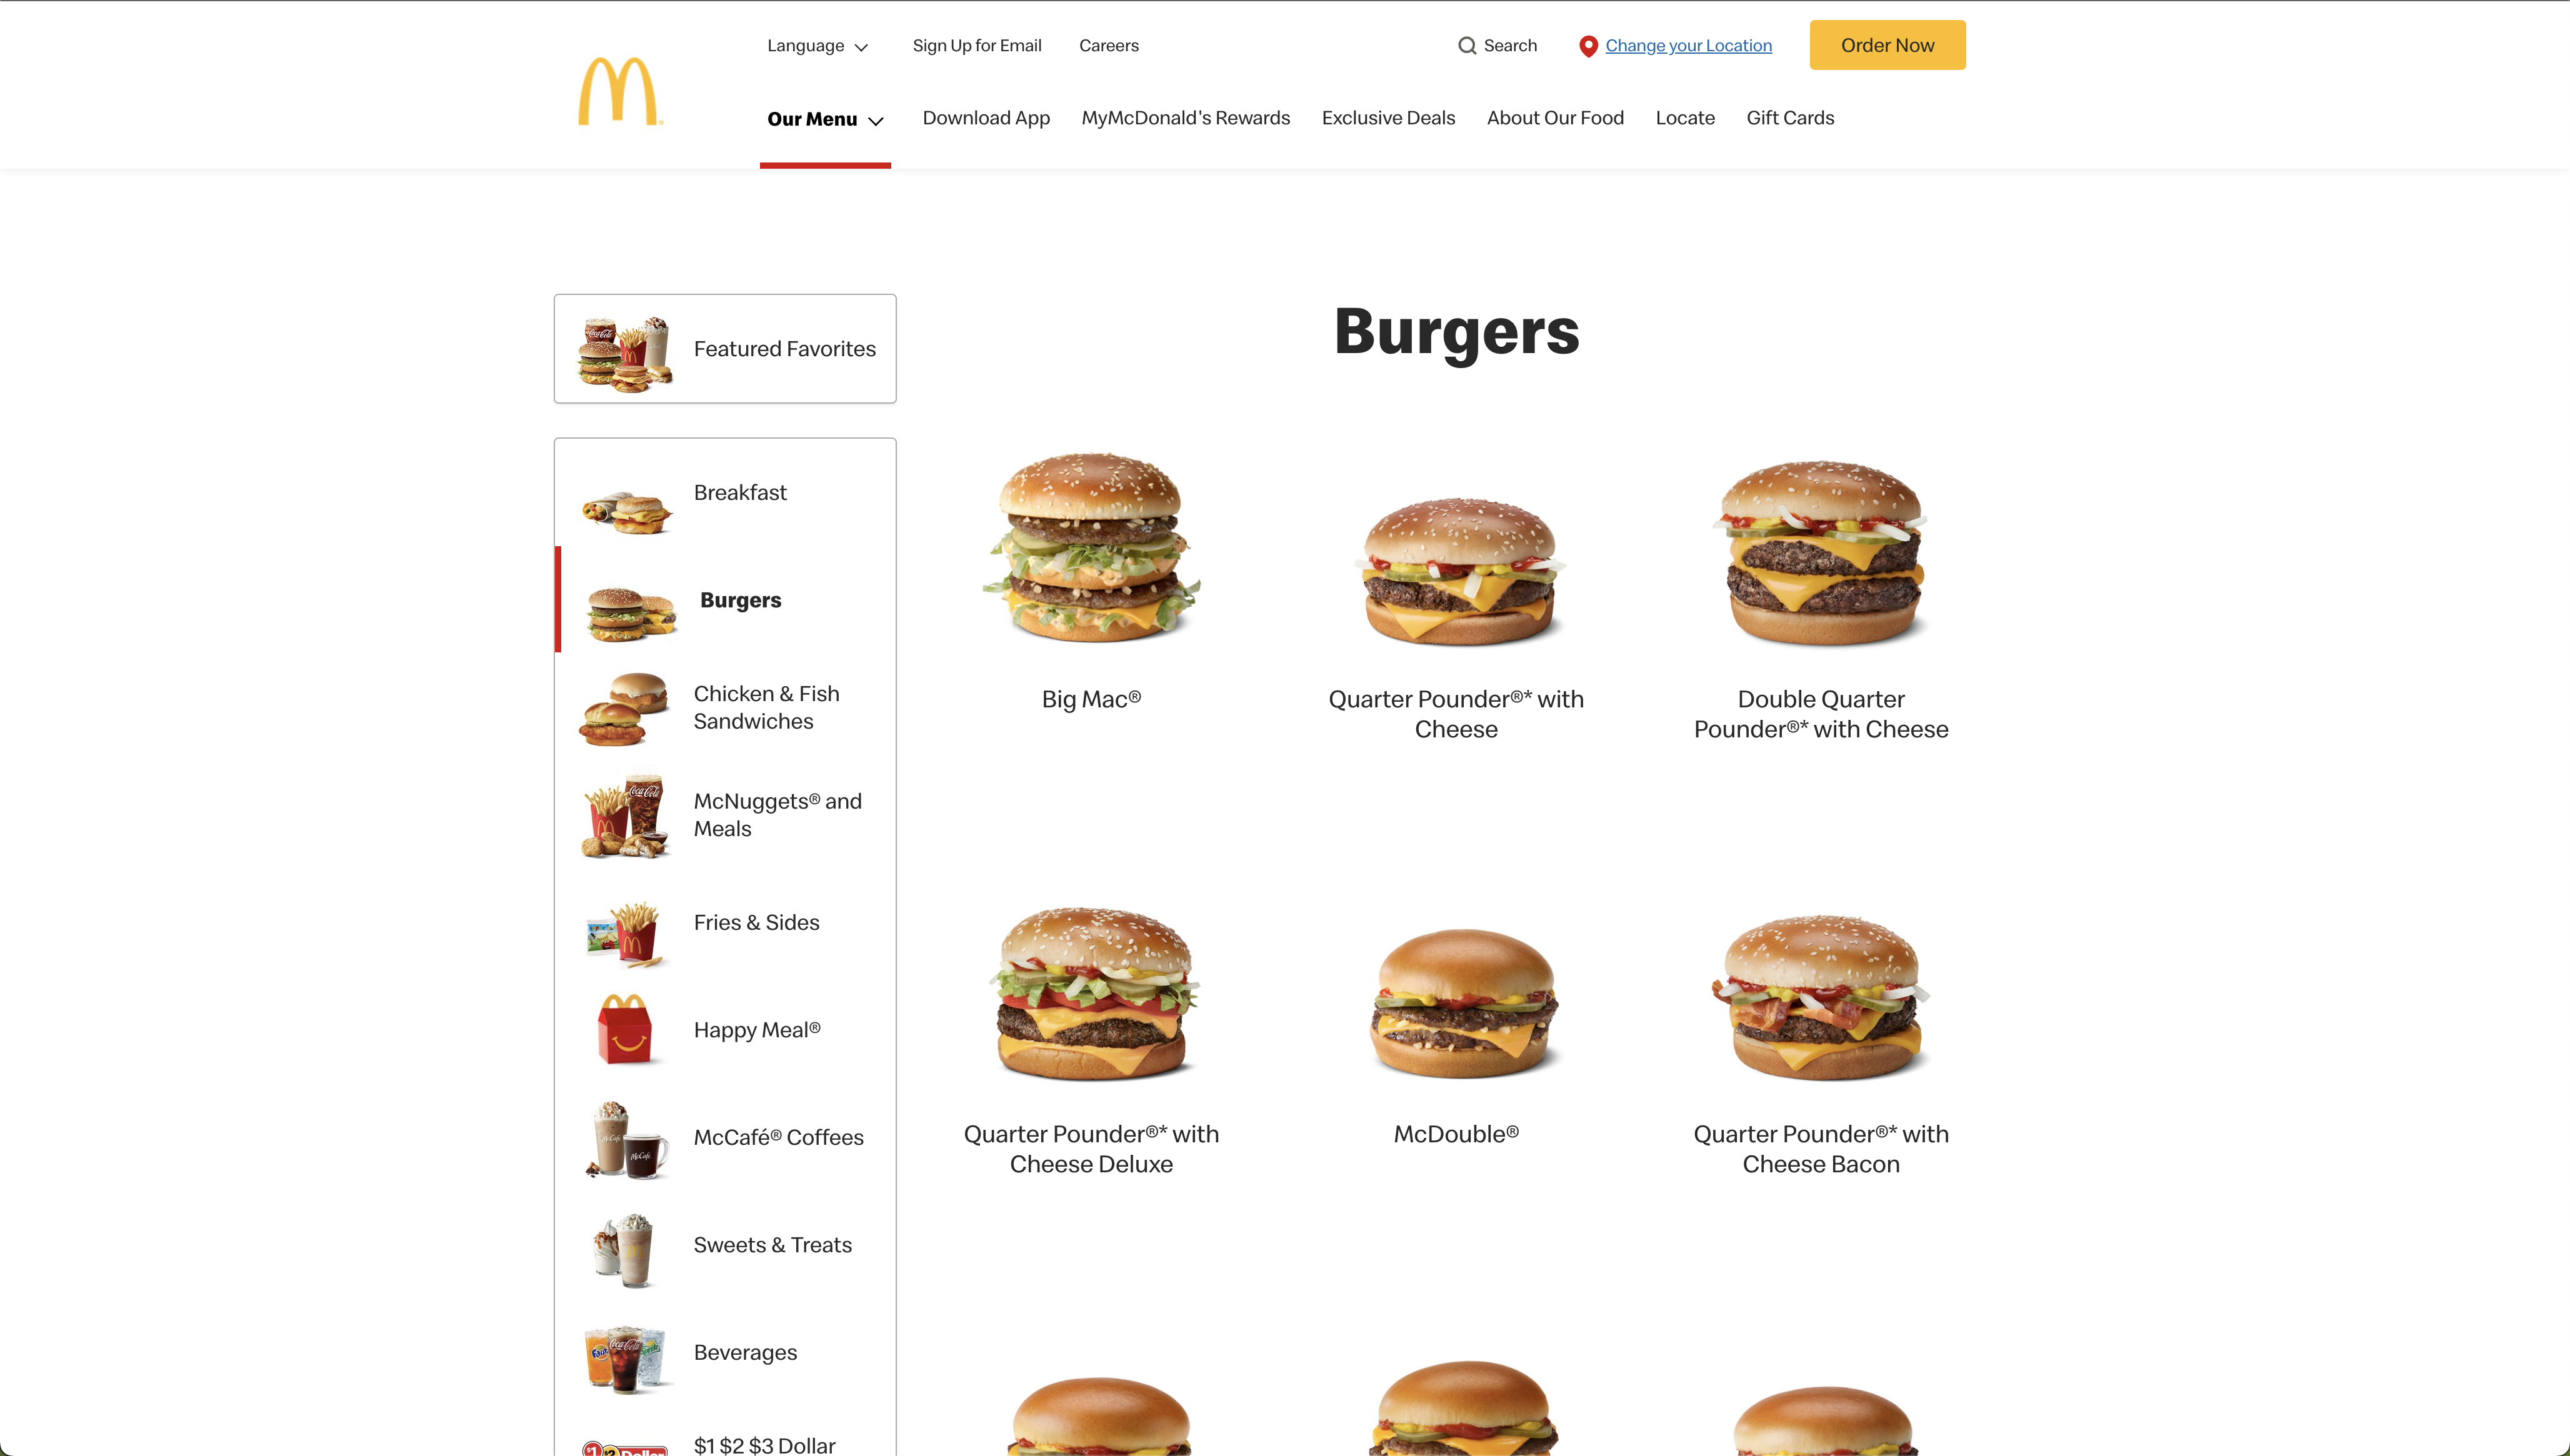 Language
Sign Up for Email
Careers
Search
Change your Location
Order Now
Our Menu
Download App
MyMcDonald's Rewards
Exclusive Deals
About Our Food
Locate
Gift Cards
Featured Favorites
Breakfast
Burgers
Chicken & Fish
Sandwiches
McNuggets® and
Meals
Fries & Sides
Happy Meal®
McCafé® Coffees
Sweets & Treats
Beverages
$1 $2 $3 Dollar
Burgers
Big Mac®
Quarter Pounder®* with
Cheese
Double Quarter
Pounder®* with Cheese
Quarter Pounder®* with
Cheese Deluxe
McDouble®
Quarter Pounder®* with
Cheese Bacon